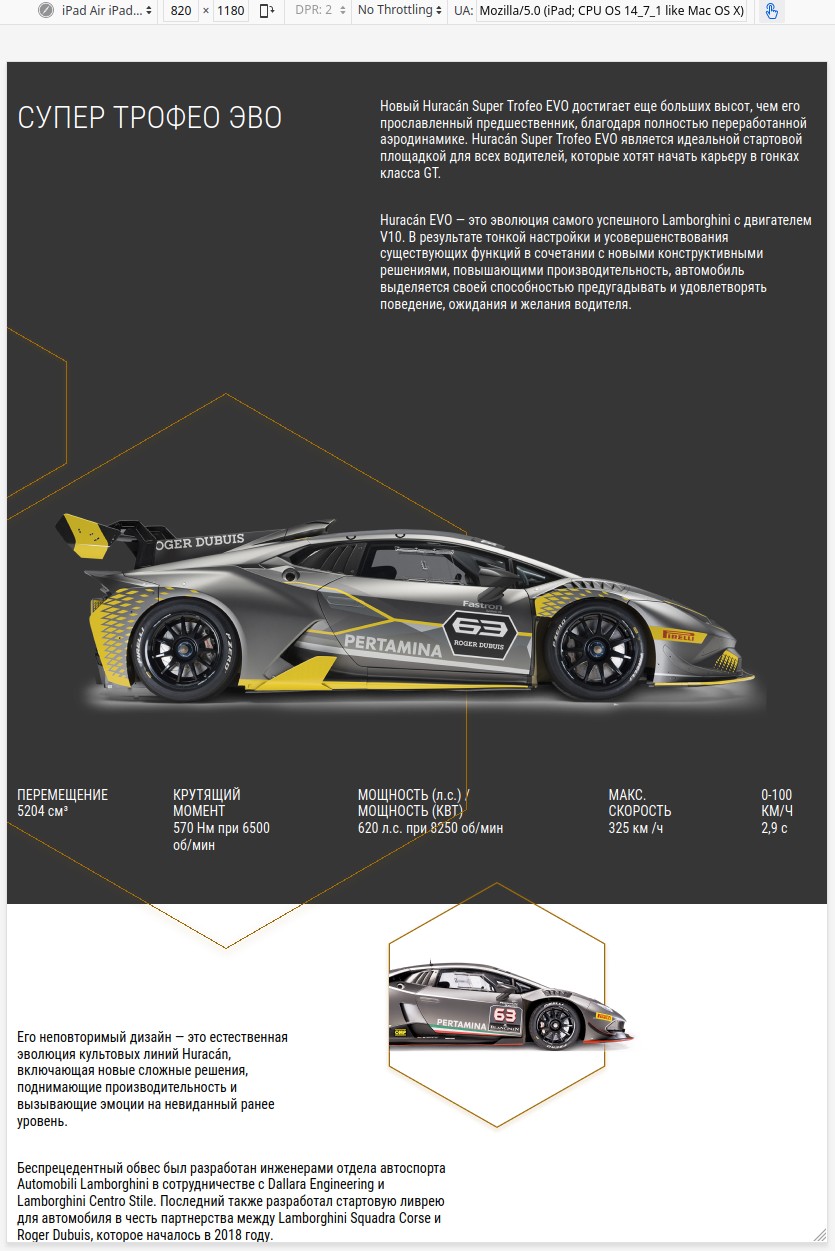 iPad Air iPad... 820 × 1180 DPR: 2 No Throttling UA: Mozilla/5.0 (iPad; CPU OS 14_7_1 like Mac OS X)
СУПЕР ТРОФЕО ЭВО
Новый Huracán Super Trofeo EVO достигает еще больших высот, чем его
прославленный предшественник, благодаря полностью переработанной
аэродинамике. Huracán Super Trofeo EVO является идеальной стартовой
площадкой для всех водителей, которые хотят начать карьеру в гонках
класса GT.
Huracán EVO — это эволюция самого успешного Lamborghini с двигателем
V10. В результате тонкой настройки и усовершенствования
существующих функций в сочетании с новыми конструктивными
решениями, повышающими производительность, автомобиль
выделяется своей способностью предугадывать и удовлетворять
поведение, ожидания и желания водителя.
OGER DUBUIS
Fastron
63
ROGER DUBUIS
PERTAMINA
PIRELLI
PIRELLI
PZERO
ПЕРЕМЕЩЕНИЕ
5204 см³
КРУТЯЩИЙ
МОМЕНТ
570 Нм при 6500
об/мин
МОЩНОСТЬ (л.с.) /
МОЩНОСТЬ (КВТ)
620 л.с. при 8250 об/мин
МАКС.
СКОРОСТЬ
325 км /ч
0-100
КМ/Ч
2,9 с
63
PERTAMINA
BLANCPAIN
PIRELLI
Его неповторимый дизайн — это естественная
эволюция культовых линий Huracán,
включающая новые сложные решения,
поднимающие производительность и
вызывающие эмоции на невиданный ранее
уровень.
Беспрецедентный обвес был разработан инженерами отдела автоспорта
Automobili Lamborghini в сотрудничестве с Dallara Engineering и
Lamborghini Centro Stile. Последний также разработал стартовую ливрею
для автомобиля в честь партнерства между Lamborghini Squadra Corse и
Roger Dubuis, которое началось в 2018 году.